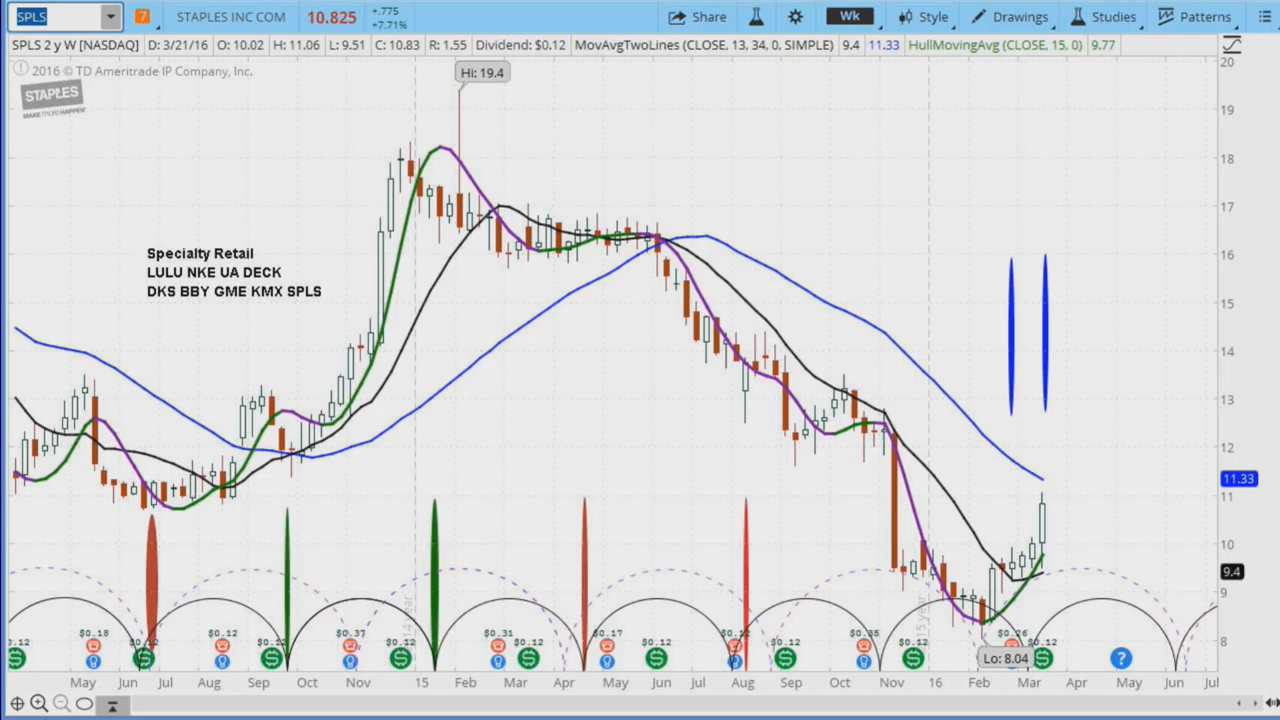 SPLS
7
STAPLES INC COM
10.825
+.775
+7.71%
Share
Wk
Style
Drawings
Studies
Patterns
SPLS 2 y W [NASDAQ] D: 3/21/16 O: 10.02 H: 11.06 L: 9.51 C: 10.83 R: 1.55 Dividend: $0.12 MovAvgTwoLines (CLOSE, 13, 34, 0, SIMPLE) 9.4 11.33 HullMovingAvg (CLOSE, 15, 0) 9.77
2016 © TD Ameritrade IP Company, Inc.
STAPLES
MAKE more HAPPEN
Hi: 19.4
Specialty Retail
LULU NKE UA DECK
DKS BBY GME KMX SPLS
20
19
18
17
16
15
14
13
12
11.33
11
10
9.4
9
8
$0.18 $0.12 $0.37 $0.12 $0.31 $0.12 $0.17 $0.12 $0.35 $0.12 $0.26 $0.12
Lo: 8.04
?
May Jun Jul Aug Sep Oct Nov 15 Feb Mar Apr May Jun Jul Aug Sep Oct Nov 16 Feb Mar Apr May Jun Jul